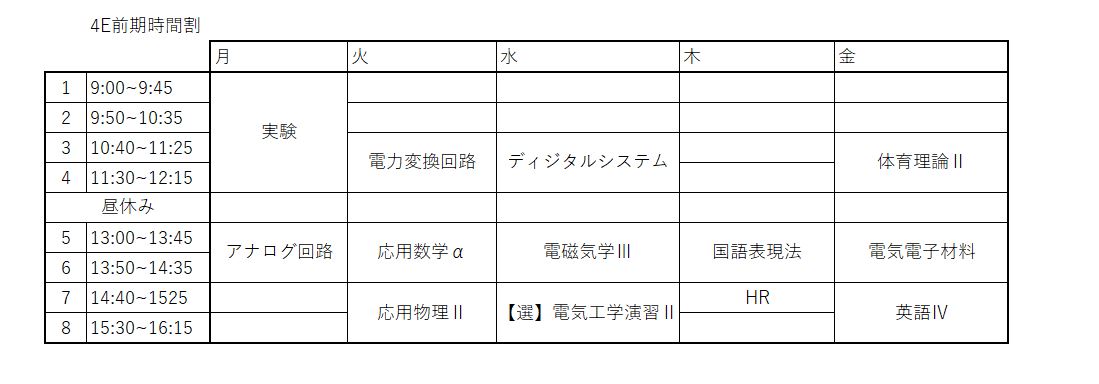 4E前期時間割
月 火 水 木 金
1 9:00~9:45
2 9:50~10:35
実験
3 10:40~11:25
電力変換回路 ディジタルシステム 体育理論Ⅱ
4 11:30~12:15
昼休み
5 13:00~13:45
アナログ回路 応用数学α 電磁気学Ⅲ 国語表現法 電気電子材料
6 13:50~14:35
7 14:40~1525 HR
応用物理Ⅱ 【選】電気工学演習Ⅱ 英語Ⅳ
8 15:30~16:15